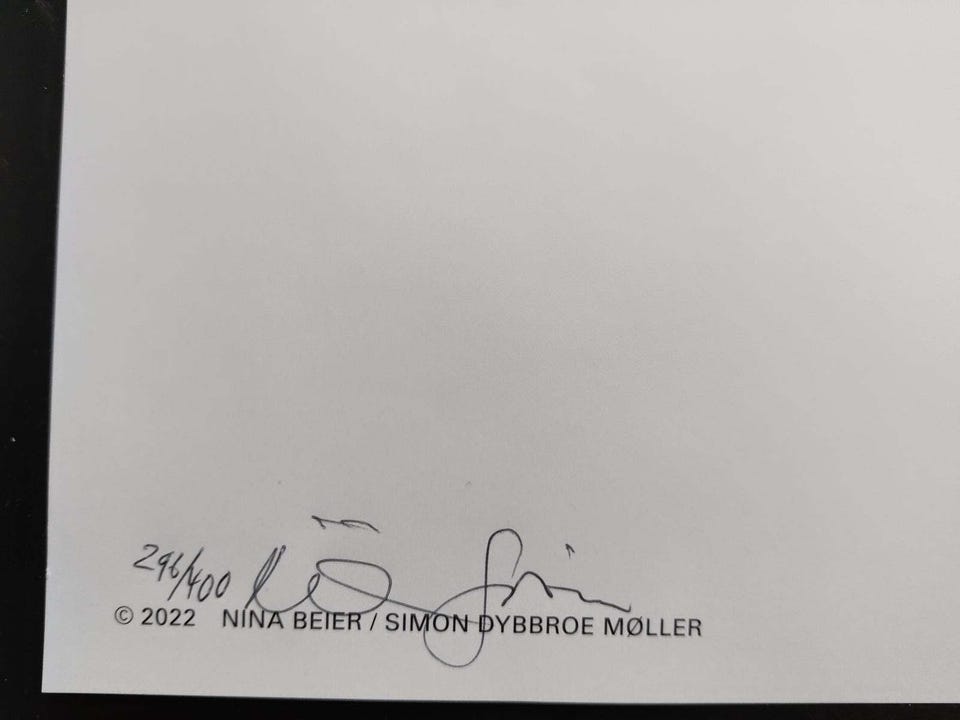 296/400
© 2022 NINA BEIER / SIMON DYBBROE MØLLER